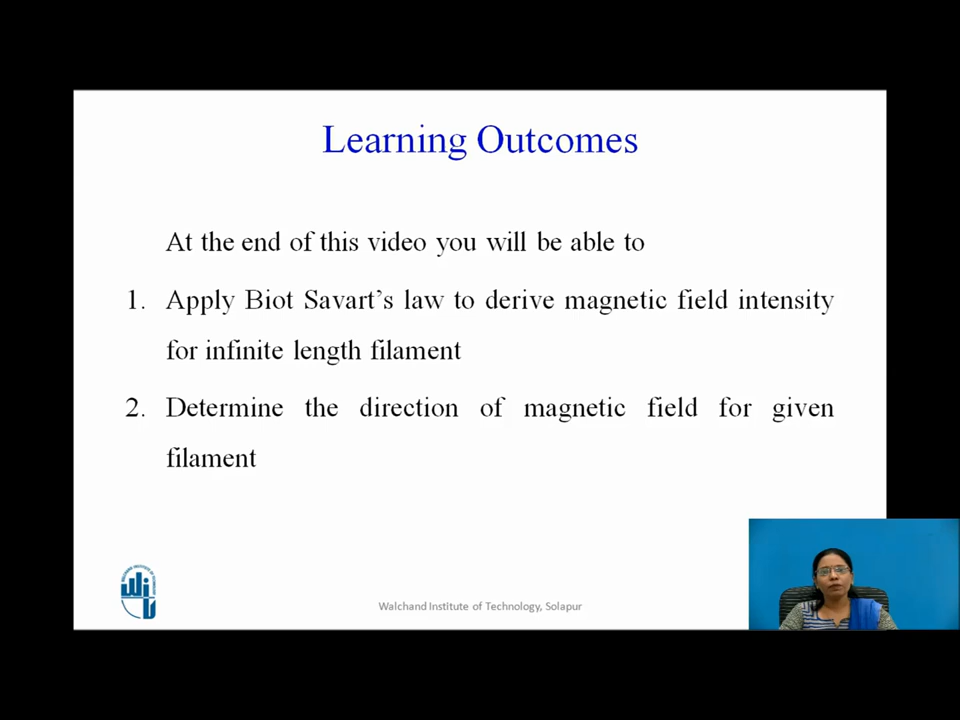 Learning Outcomes
At the end of this video you will be able to
1. Apply Biot Savart's law to derive magnetic field intensity
for infinite length filament
2. Determine the direction of magnetic field for given
filament
Walchand Institute of Technology, Solapur